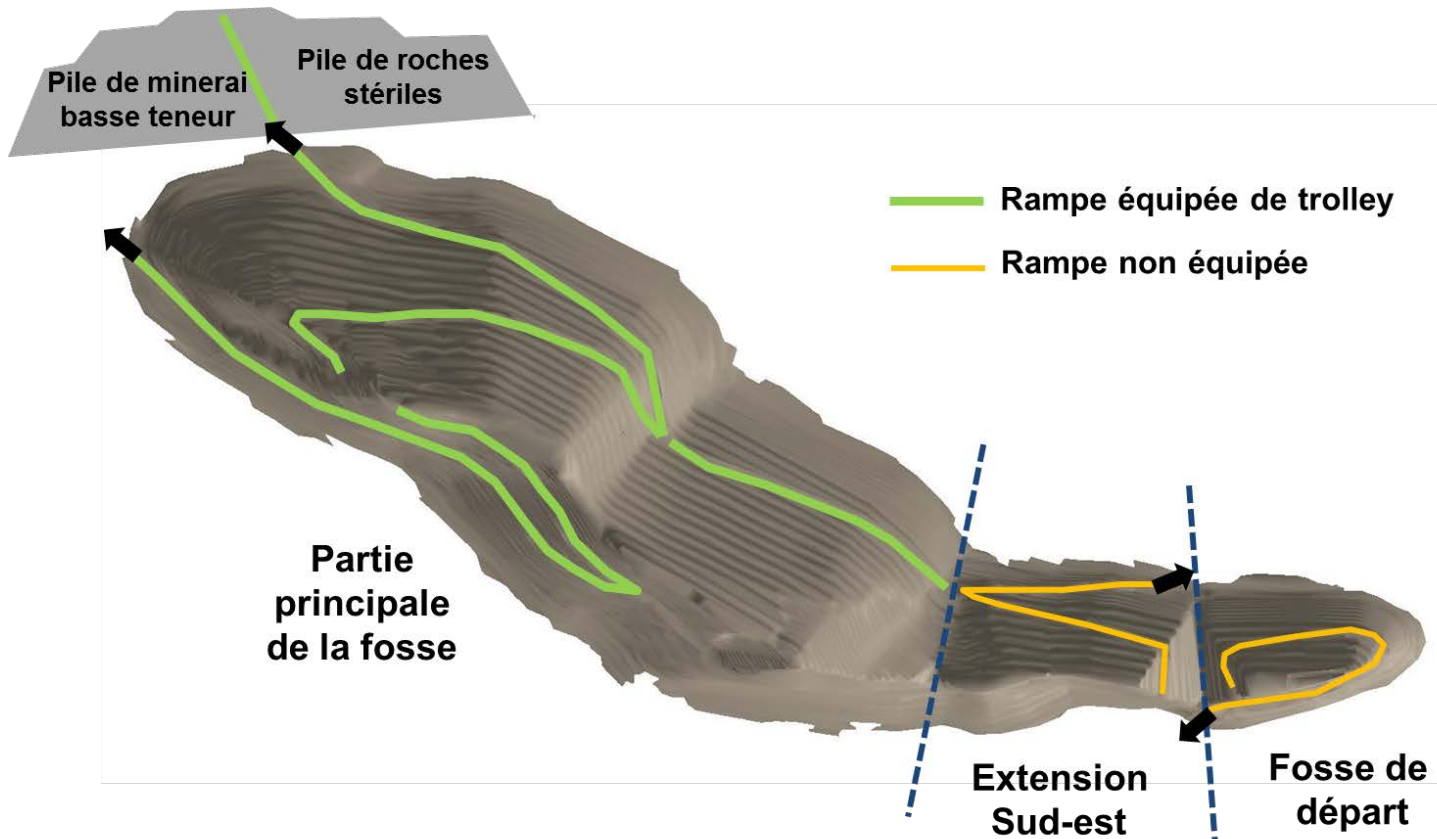 Pile de minerai
basse teneur
Pile de roches
stériles
Rampe équipée de trolley
Rampe non équipée
Partie
principale
de la fosse
Extension
Sud-est
Fosse de
départ